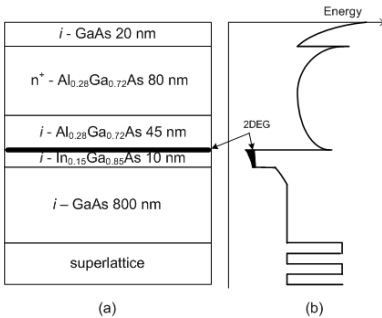 Energy
i - GaAs 20 nm
n⁺ - Al₀.₂₈Ga₀.₇₂As 80 nm
i - Al₀.₂₈Ga₀.₇₂As 45 nm
2DEG
i - In₀.₁₅Ga₀.₈₅As 10 nm
i – GaAs 800 nm
superlattice
(a)
(b)